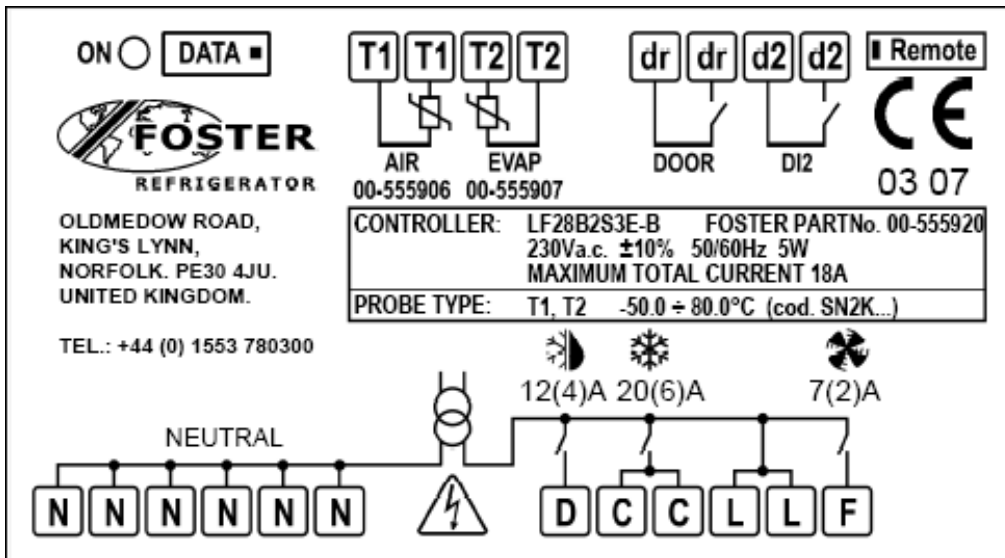 ON DATA
T1 T1 T2 T2
dr dr d2 d2
Remote
FOSTER
REFRIGERATOR
AIR EVAP
00-555906 00-555907
DOOR DI2
CE
03 07
OLDMEDOW ROAD,
KING'S LYNN,
NORFOLK. PE30 4JU.
UNITED KINGDOM.
TEL.: +44 (0) 1553 780300
CONTROLLER: LF28B2S3E-B FOSTER PARTNo. 00-555920
230Va.c. ±10% 50/60Hz 5W
MAXIMUM TOTAL CURRENT 18A
PROBE TYPE: T1, T2 -50.0 ÷ 80.0°C (cod. SN2K...)
12(4)A 20(6)A 7(2)A
NEUTRAL
N N N N N N D C C L L F